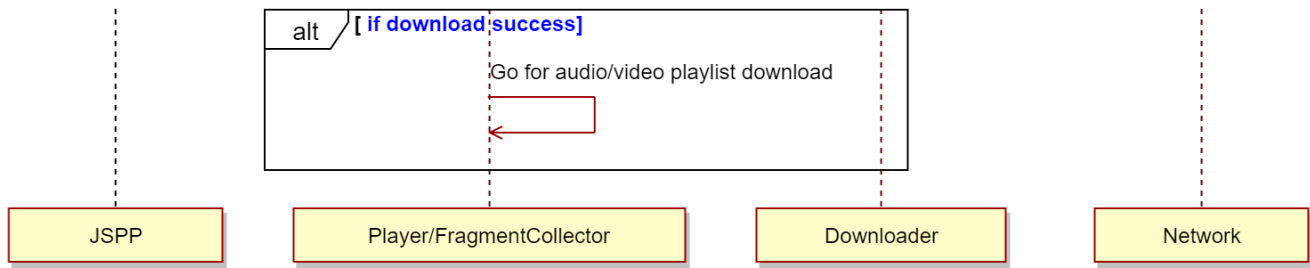 alt [ if download success]
Go for audio/video playlist download
JSPP Player/FragmentCollector Downloader Network